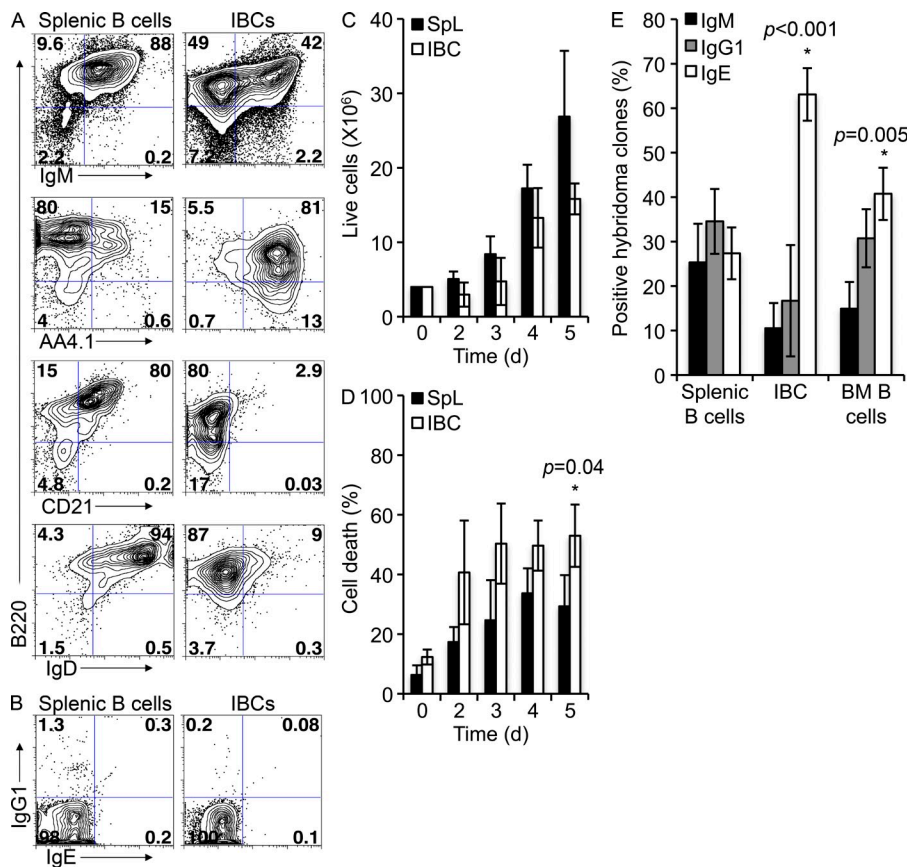 A Splenic B cells IBCs
9.6 88 49 42
2.2 0.2 7.2 2.2
IgM
80 15 5.5 81
4 0.6 0.7 13
AA4.1
15 80 80 2.9
4.8 0.2 17 0.03
CD21
4.3 94 87 9
1.5 0.5 3.7 0.3
B220
IgD
B Splenic B cells IBCs
1.3 0.3 0.2 0.08
98 0.2 100 0.1
IgG1
IgE
C
SpL
IBC
Live cells (X10⁶)
40
30
20
10
0
0 2 3 4 5
Time (d)
D
SpL
IBC
p=0.04
*
Cell death (%)
100
80
60
40
20
0
0 2 3 4 5
Time (d)
E
IgM
IgG1
IgE
p<0.001
*
p=0.005
*
Positive hybridoma clones (%)
80
70
60
50
40
30
20
10
0
Splenic B cells
IBC
BM B cells